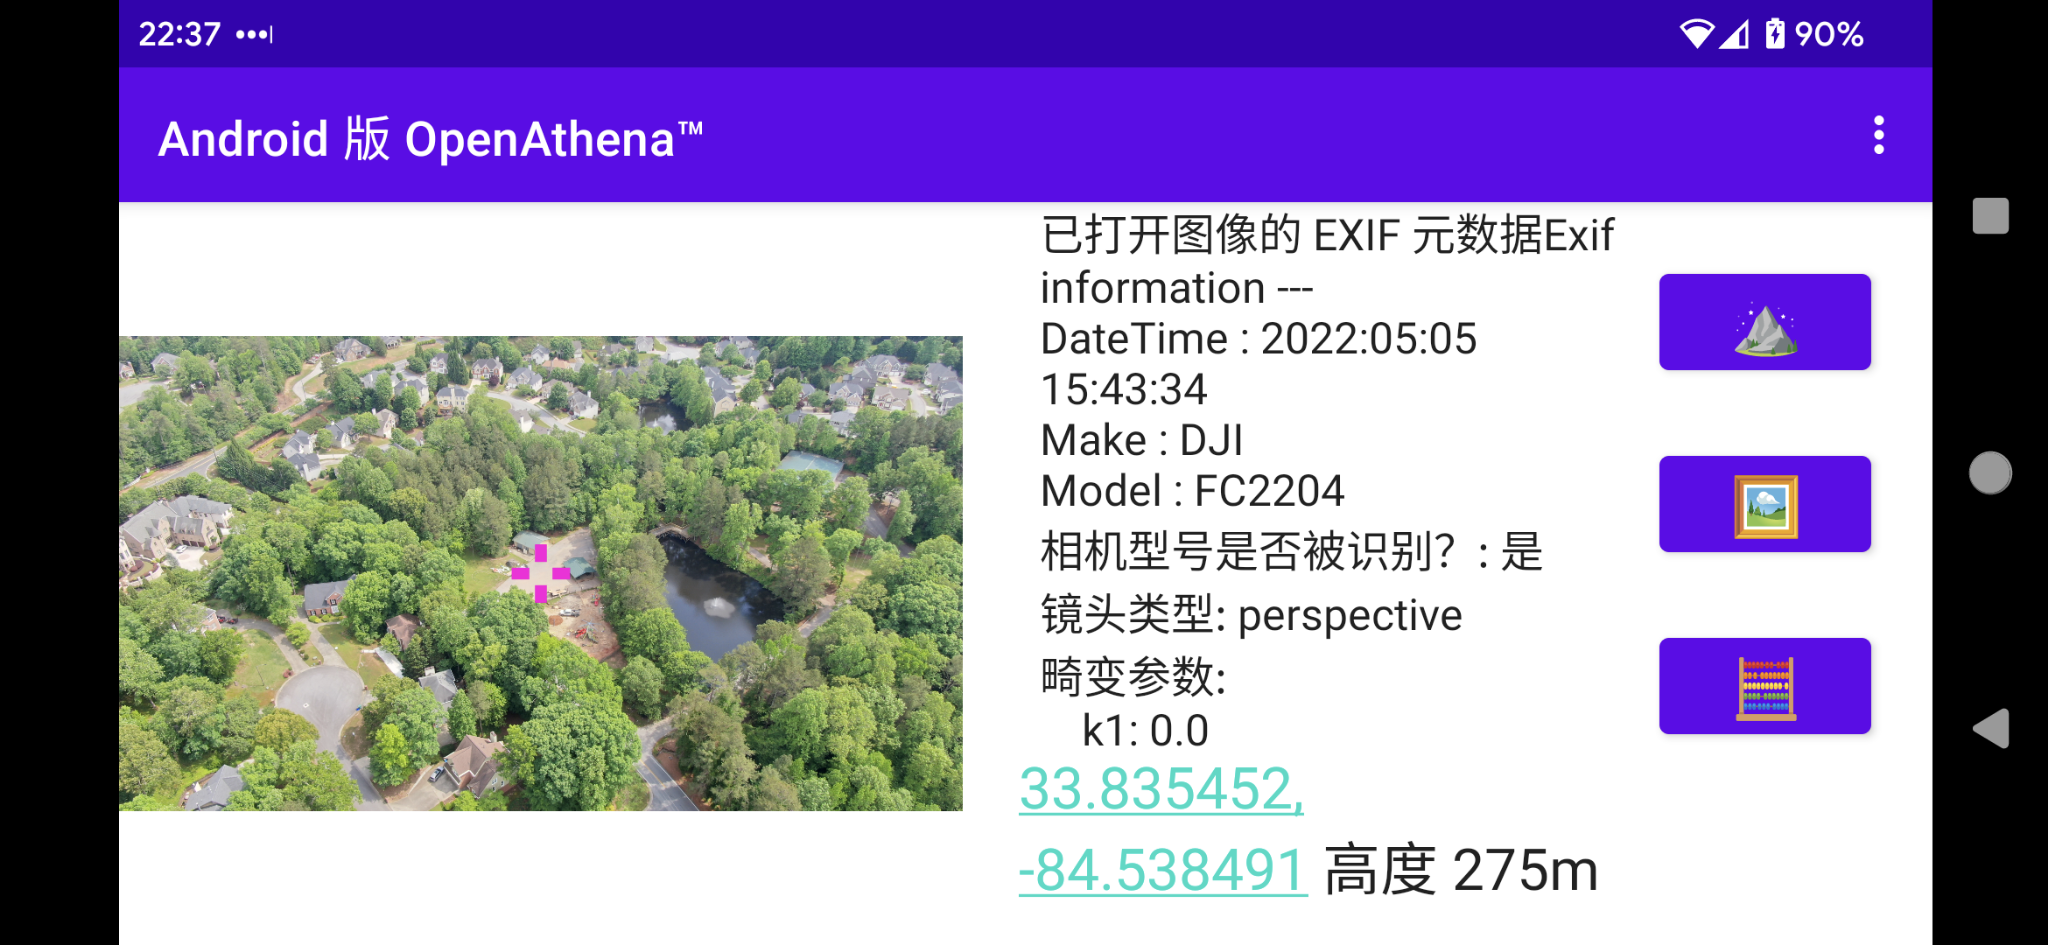 22:37
90%
Android 版 OpenAthena™
已打开图像的 EXIF 元数据Exif
information ---
DateTime : 2022:05:05
15:43:34
Make : DJI
Model : FC2204
相机型号是否被识别？: 是
镜头类型: perspective
畸变参数:
k1: 0.0
33.835452,
-84.538491 高度 275m